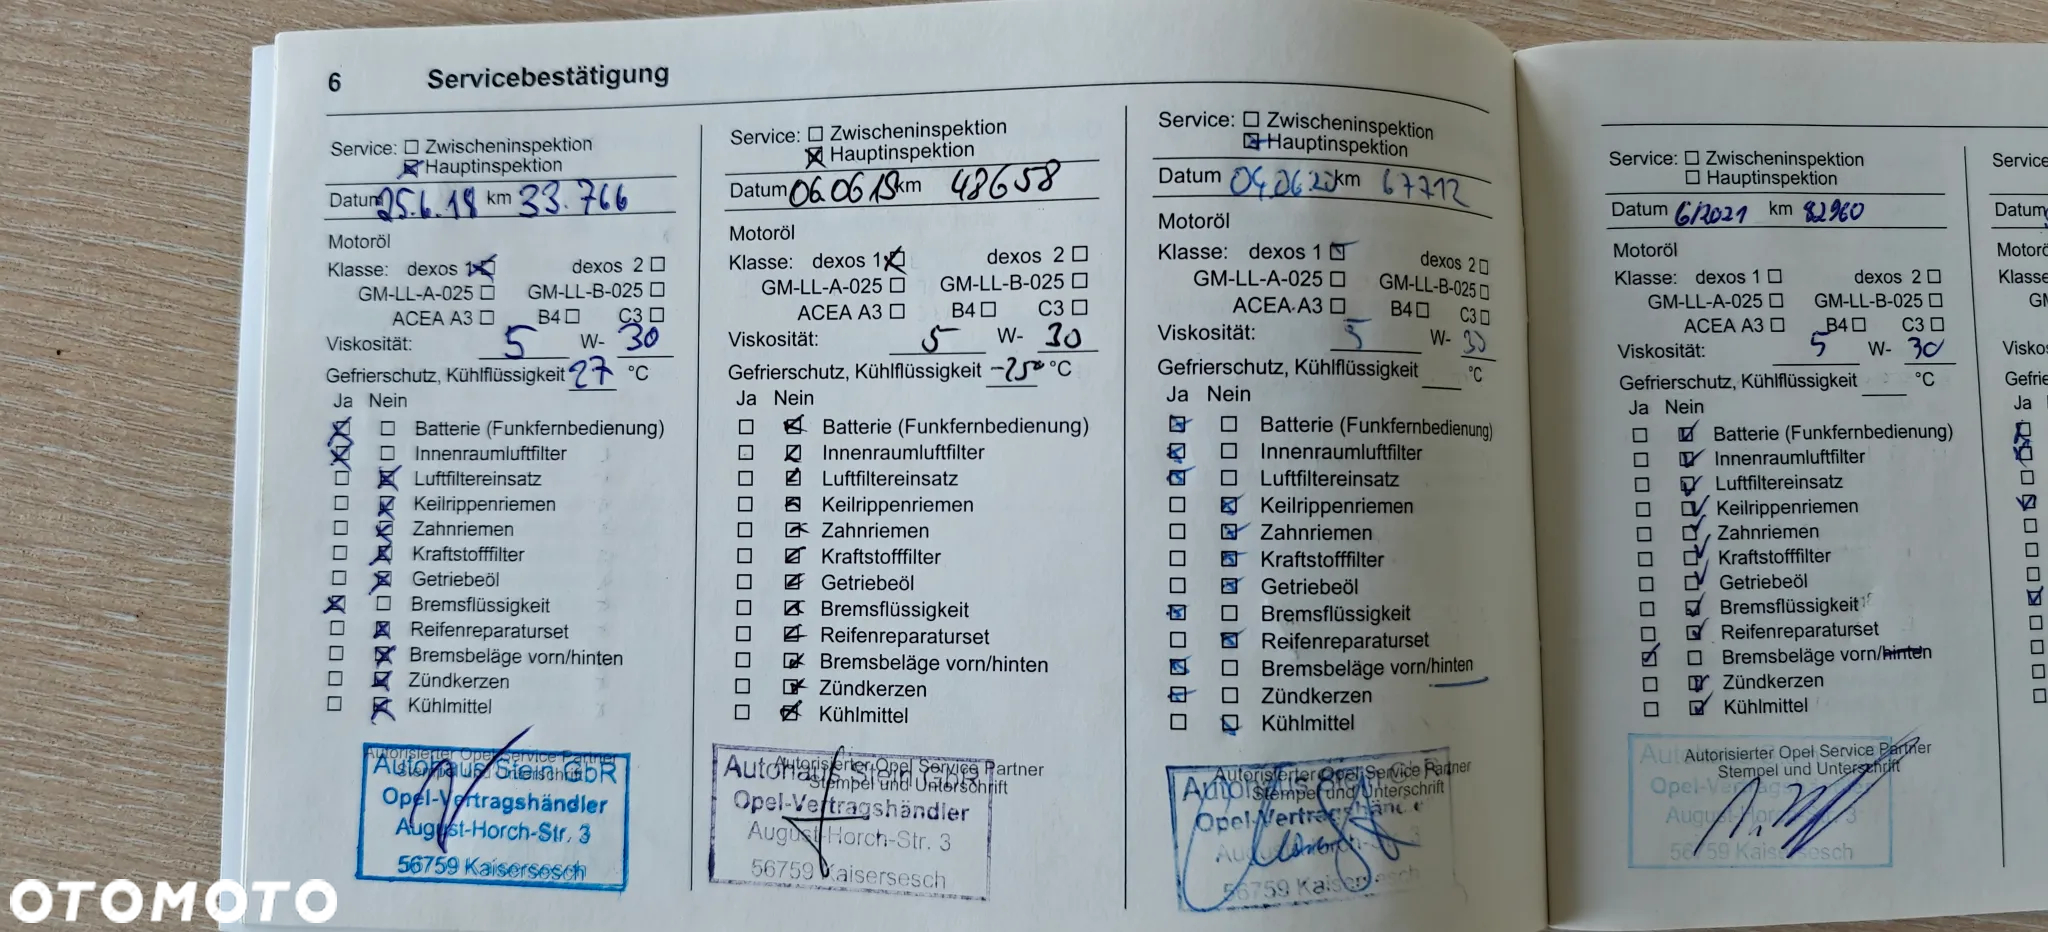 6 Servicebestätigung
Service: Zwischeninspektion
Hauptinspektion
Datum 25.6.18 km 33.766
Motoröl
Klasse: dexos 1 dexos 2
GM-LL-A-025 GM-LL-B-025
ACEA A3 B4 C3
Viskosität: 5 W- 30
Gefrierschutz, Kühlflüssigkeit 27 °C
Ja Nein
Batterie (Funkfernbedienung)
Innenraumluftfilter
Luftfiltereinsatz
Keilrippenriemen
Zahnriemen
Kraftstofffilter
Getriebeöl
Bremsflüssigkeit
Reifenreparaturset
Bremsbeläge vorn/hinten
Zündkerzen
Kühlmittel
Autorisierter Opel Service Partner
Stempel und Unterschrift
Autohaus Stein GbR
Opel-Vertragshändler
August-Horch-Str. 3
56759 Kaisersesch
Service: Zwischeninspektion
Hauptinspektion
Datum 06.06.19 km 48658
Motoröl
Klasse: dexos 1 dexos 2
GM-LL-A-025 GM-LL-B-025
ACEA A3 B4 C3
Viskosität: 5 W- 30
Gefrierschutz, Kühlflüssigkeit -25° °C
Ja Nein
Batterie (Funkfernbedienung)
Innenraumluftfilter
Luftfiltereinsatz
Keilrippenriemen
Zahnriemen
Kraftstofffilter
Getriebeöl
Bremsflüssigkeit
Reifenreparaturset
Bremsbeläge vorn/hinten
Zündkerzen
Kühlmittel
Autorisierter Opel Service Partner
Stempel und Unterschrift
Autohaus Stein GbR
Opel-Vertragshändler
August-Horch-Str. 3
56759 Kaisersesch
Service: Zwischeninspektion
Hauptinspektion
Datum 04.06.20 km 67712
Motoröl
Klasse: dexos 1 dexos 2
GM-LL-A-025 GM-LL-B-025
ACEA A3 B4 C3
Viskosität: 5 W- 30
Gefrierschutz, Kühlflüssigkeit °C
Ja Nein
Batterie (Funkfernbedienung)
Innenraumluftfilter
Luftfiltereinsatz
Keilrippenriemen
Zahnriemen
Kraftstofffilter
Getriebeöl
Bremsflüssigkeit
Reifenreparaturset
Bremsbeläge vorn/hinten
Zündkerzen
Kühlmittel
Autorisierter Opel Service Partner
Stempel und Unterschrift
Autohaus Stein GbR
Opel-Vertragshändler
August-Horch-Str. 3
56759 Kaisersesch
Service: Zwischeninspektion
Hauptinspektion
Datum 6/2021 km 82960
Motoröl
Klasse: dexos 1 dexos 2
GM-LL-A-025 GM-LL-B-025
ACEA A3 B4 C3
Viskosität: 5 W- 30
Gefrierschutz, Kühlflüssigkeit °C
Ja Nein
Batterie (Funkfernbedienung)
Innenraumluftfilter
Luftfiltereinsatz
Keilrippenriemen
Zahnriemen
Kraftstofffilter
Getriebeöl
Bremsflüssigkeit
Reifenreparaturset
Bremsbeläge vorn/hinten
Zündkerzen
Kühlmittel
Autorisierter Opel Service Partner
Stempel und Unterschrift
56759 Kaisersesch
Service
Datum
Ja
OTOMOTO